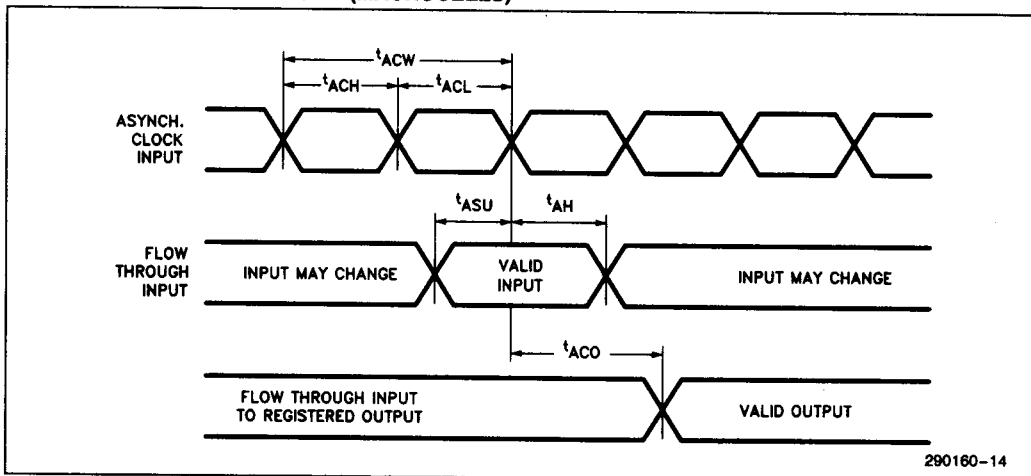 tACW
tACH
tACL
ASYNCH.
CLOCK
INPUT
tASU
tAH
FLOW
THROUGH
INPUT
INPUT MAY CHANGE
VALID
INPUT
INPUT MAY CHANGE
tACO
FLOW THROUGH INPUT
TO REGISTERED OUTPUT
VALID OUTPUT
290160-14